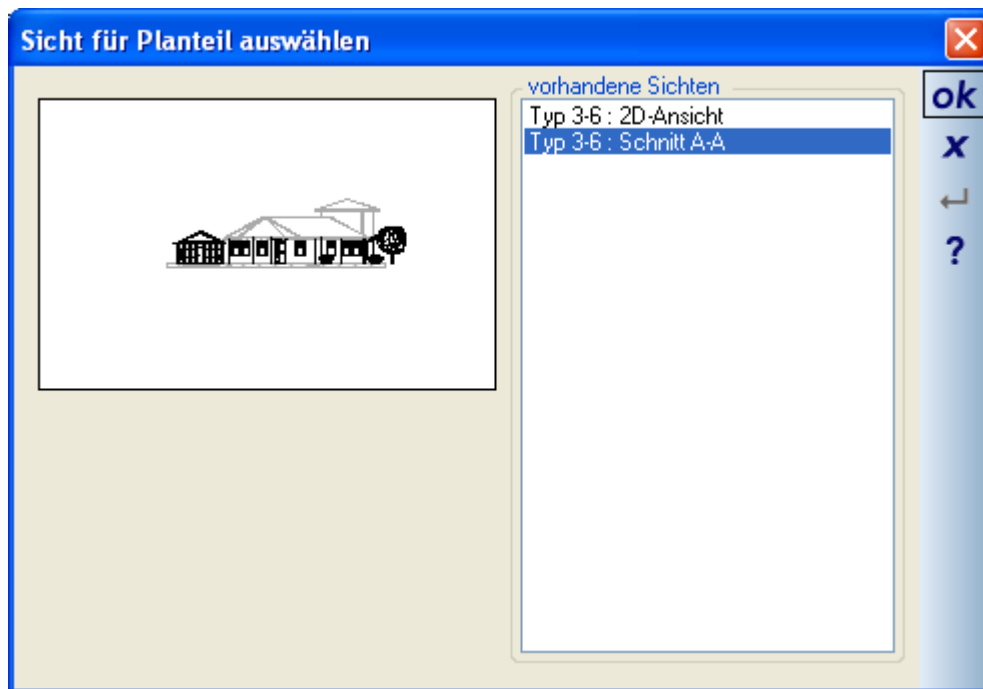 Sicht für Planteil auswählen
vorhandene Sichten
Typ 3-6 : 2D-Ansicht
Typ 3-6 : Schnitt A-A
ok
x
?